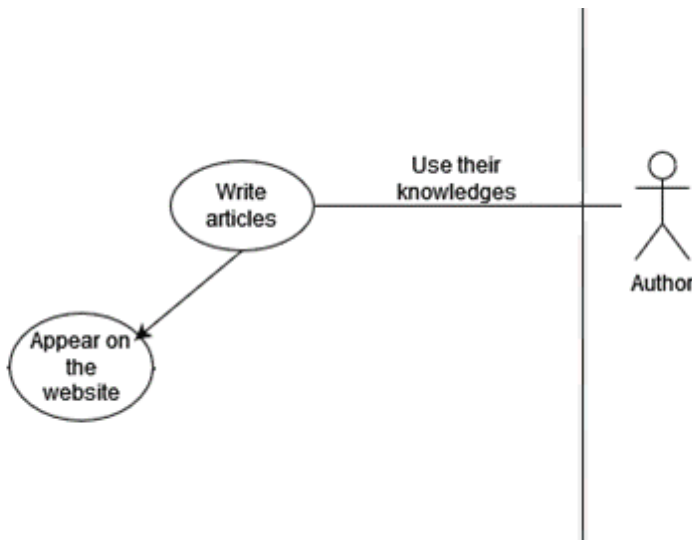 Use their
knowledges
Write
articles
Author
Appear on
the
website